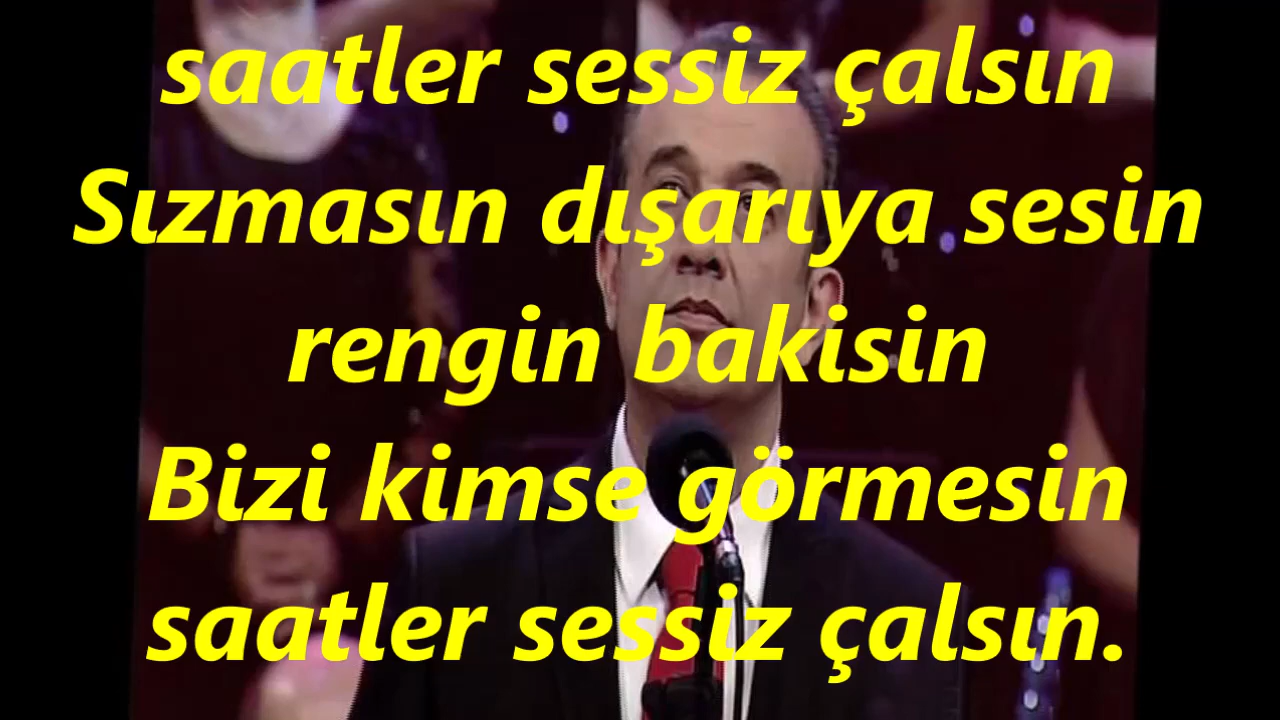 saatler sessiz çalsın
Sızmasın dışarıya sesin
rengin bakisin
Bizi kimse görmesin
saatler sessiz çalsın.